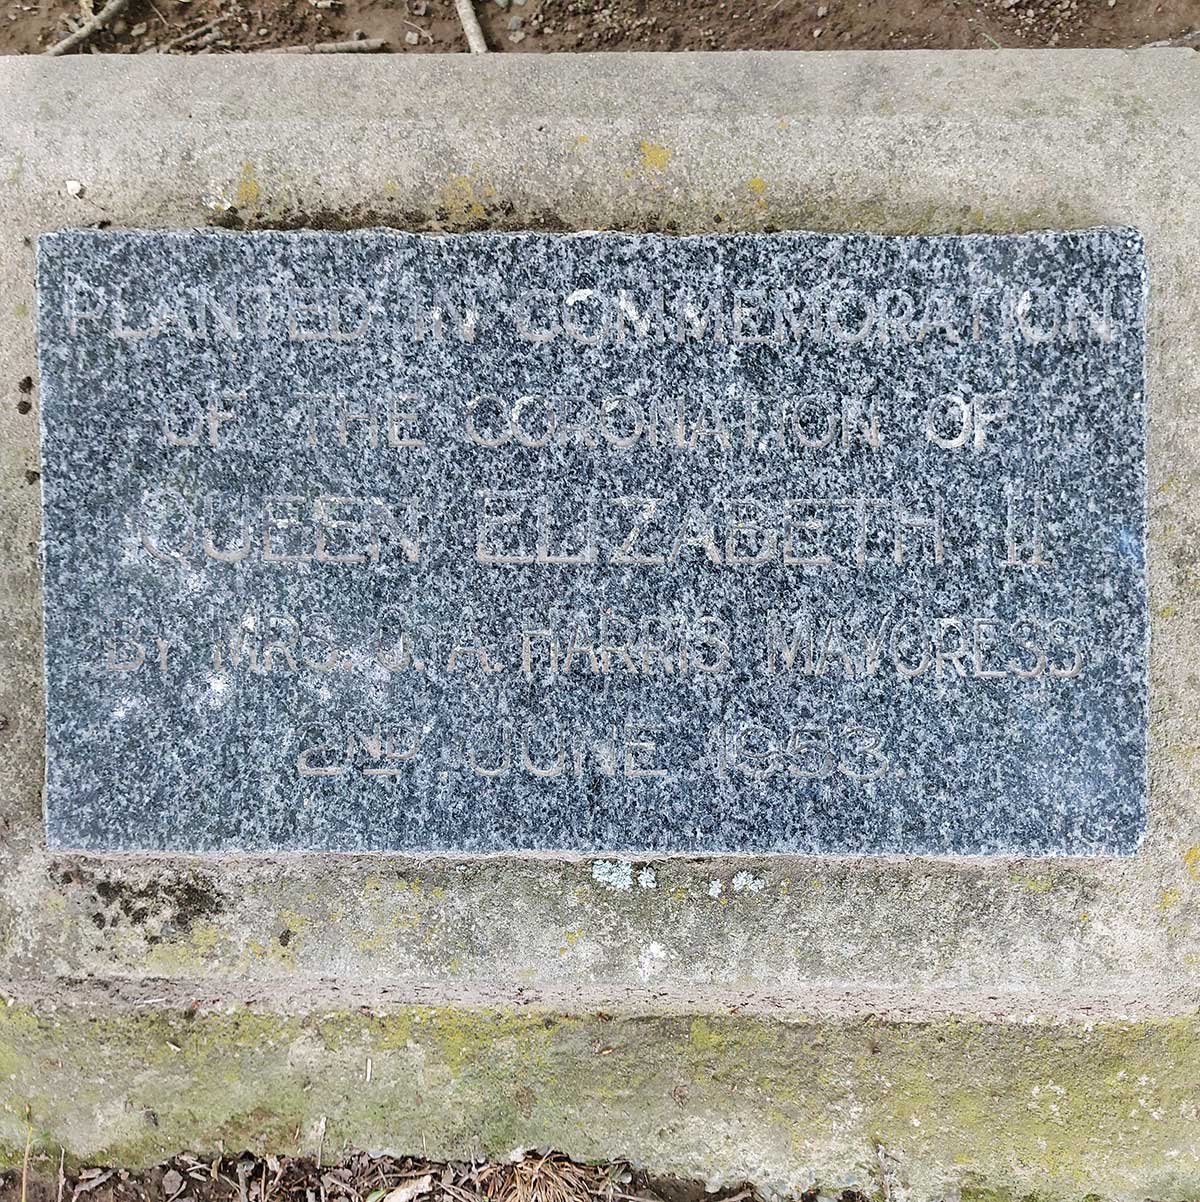 PLANTED IN COMMEMORATION
OF THE CORONATION OF
QUEEN ELIZABETH II
BY MRS. O. A. HARRIS MAYORESS
2ND JUNE 1953.